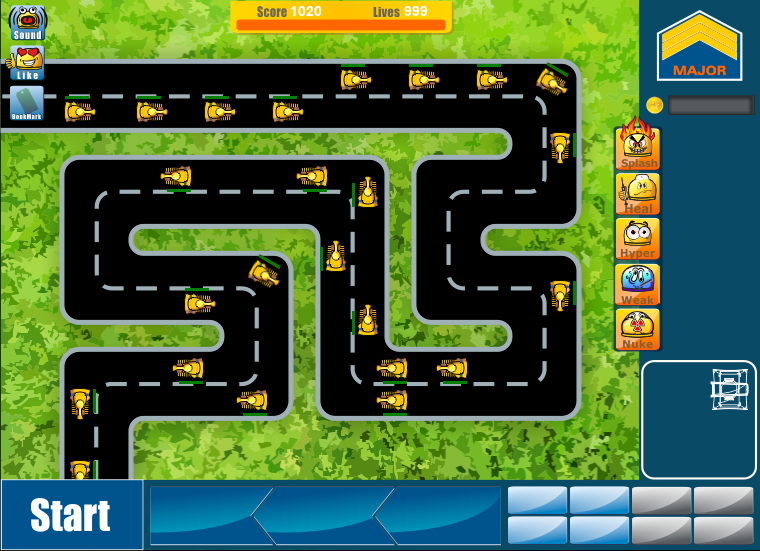 Score 1020 Lives 999
Sound
Like
BookMark
MAJOR
Splash
Heal
Hyper
Weak
Nuke
Start